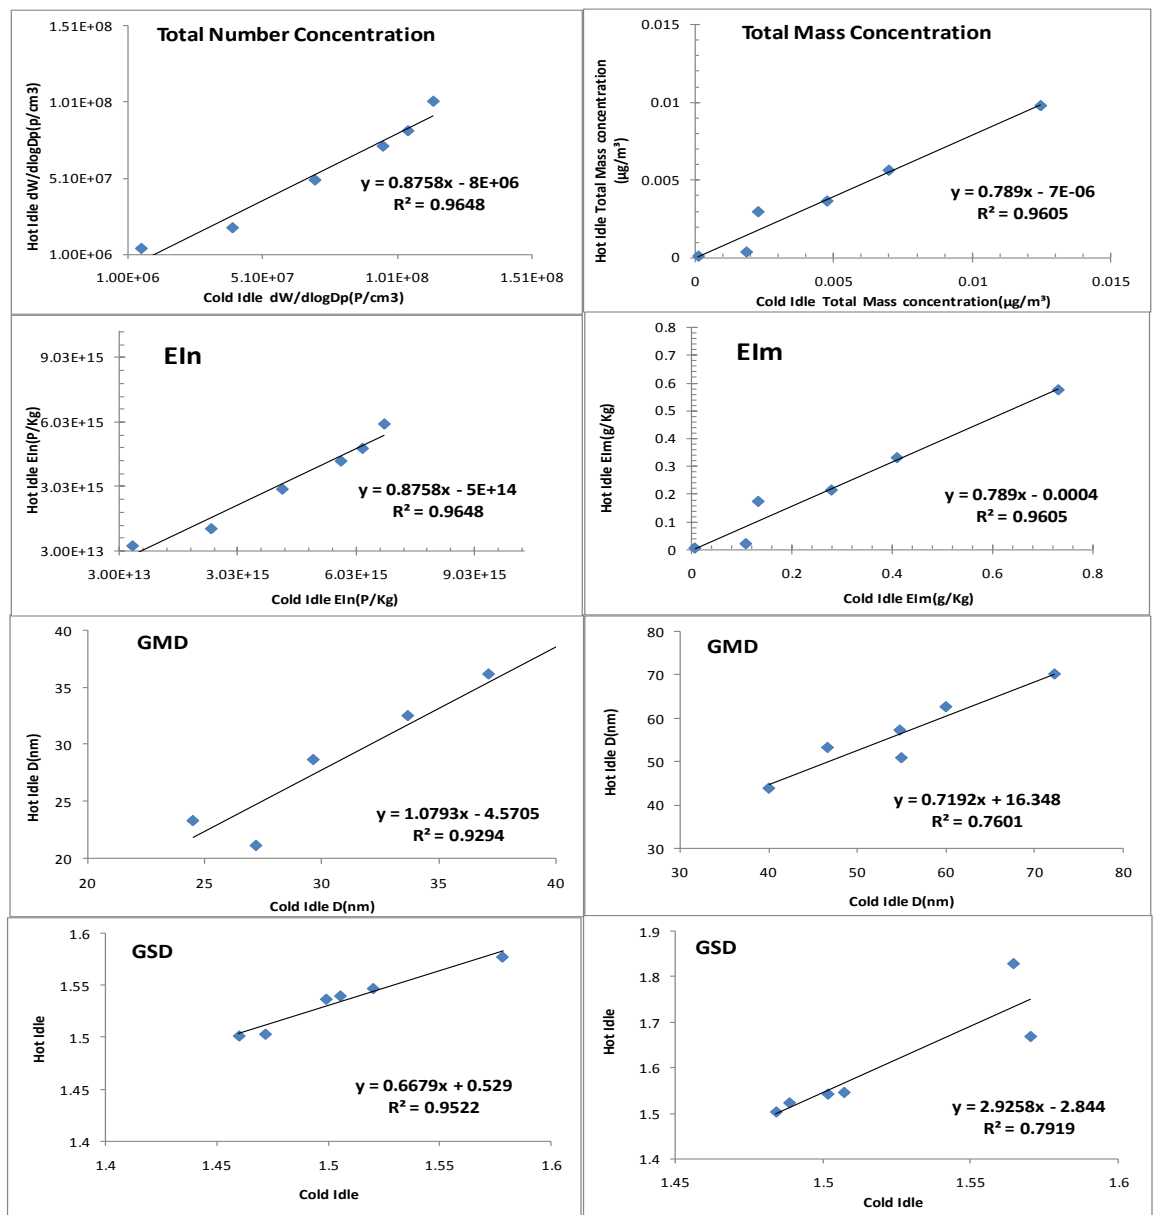 Total Number Concentration
1.51E+08
1.01E+08
5.10E+07
1.00E+06
Hot Idle dW/dlogDp(p/cm3)
y = 0.8758x - 8E+06
R² = 0.9648
1.00E+06 5.10E+07 1.01E+08 1.51E+08
Cold Idle dW/dlogDp(P/cm3)
Total Mass Concentration
0.015
0.01
0.005
0
Hot Idle Total Mass concentration
(µg/m³)
y = 0.789x - 7E-06
R² = 0.9605
0 0.005 0.01 0.015
Cold Idle Total Mass concentration(µg/m³)
EIn
9.03E+15
6.03E+15
3.03E+15
3.00E+13
Hot Idle EIn(P/Kg)
y = 0.8758x - 5E+14
R² = 0.9648
3.00E+13 3.03E+15 6.03E+15 9.03E+15
Cold Idle EIn(P/Kg)
EIm
0.8
0.7
0.6
0.5
0.4
0.3
0.2
0.1
0
Hot Idle EIm(g/Kg)
y = 0.789x - 0.0004
R² = 0.9605
0 0.2 0.4 0.6 0.8
Cold Idle EIm(g/Kg)
GMD
40
35
30
25
20
Hot Idle D(nm)
y = 1.0793x - 4.5705
R² = 0.9294
20 25 30 35 40
Cold Idle D(nm)
GMD
80
70
60
50
40
30
Hot Idle D(nm)
y = 0.7192x + 16.348
R² = 0.7601
30 40 50 60 70 80
Cold Idle D(nm)
GSD
1.6
1.55
1.5
1.45
1.4
Hot Idle
y = 0.6679x + 0.529
R² = 0.9522
1.4 1.45 1.5 1.55 1.6
Cold Idle
GSD
1.9
1.8
1.7
1.6
1.5
1.4
Hot Idle
y = 2.9258x - 2.844
R² = 0.7919
1.45 1.5 1.55 1.6
Cold Idle